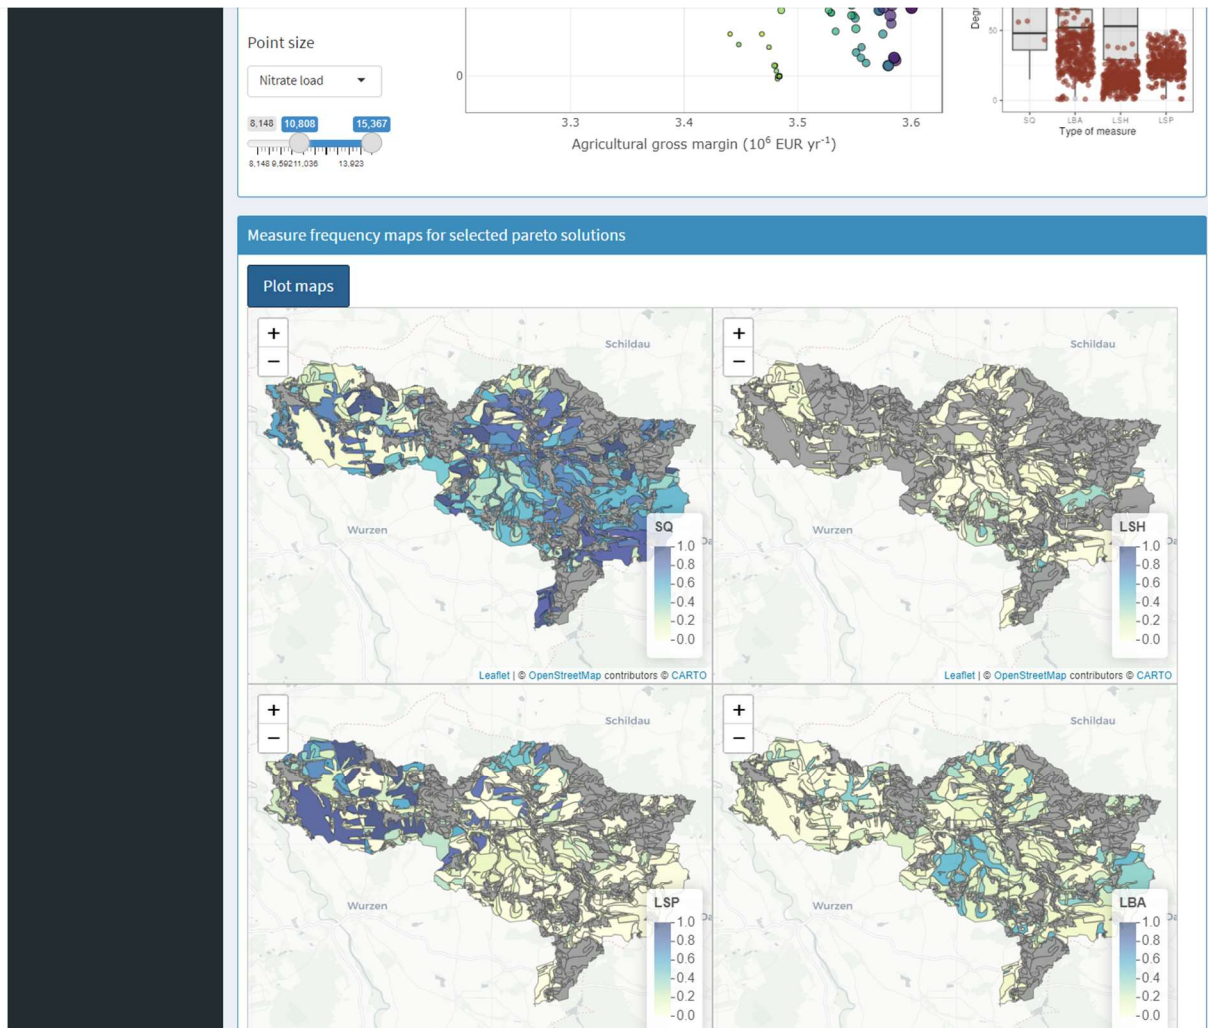 Point size
Nitrate load
8,148 10,808 15,367
8,148 9,592 11,036 13,923
0
3.3 3.4 3.5 3.6
Agricultural gross margin (10⁶ EUR yr⁻¹)
50
0
SQ LBA LSH LSP
Type of measure
Measure frequency maps for selected pareto solutions
Plot maps
+
−
Schildau
Wurzen
SQ
1.0
0.8
0.6
0.4
0.2
0.0
Leaflet | © OpenStreetMap contributors © CARTO
+
−
Schildau
Wurzen
LSH
1.0
0.8
0.6
0.4
0.2
0.0
Leaflet | © OpenStreetMap contributors © CARTO
+
−
Schildau
Wurzen
LSP
1.0
0.8
0.6
0.4
0.2
0.0
+
−
Schildau
Wurzen
LBA
1.0
0.8
0.6
0.4
0.2
0.0